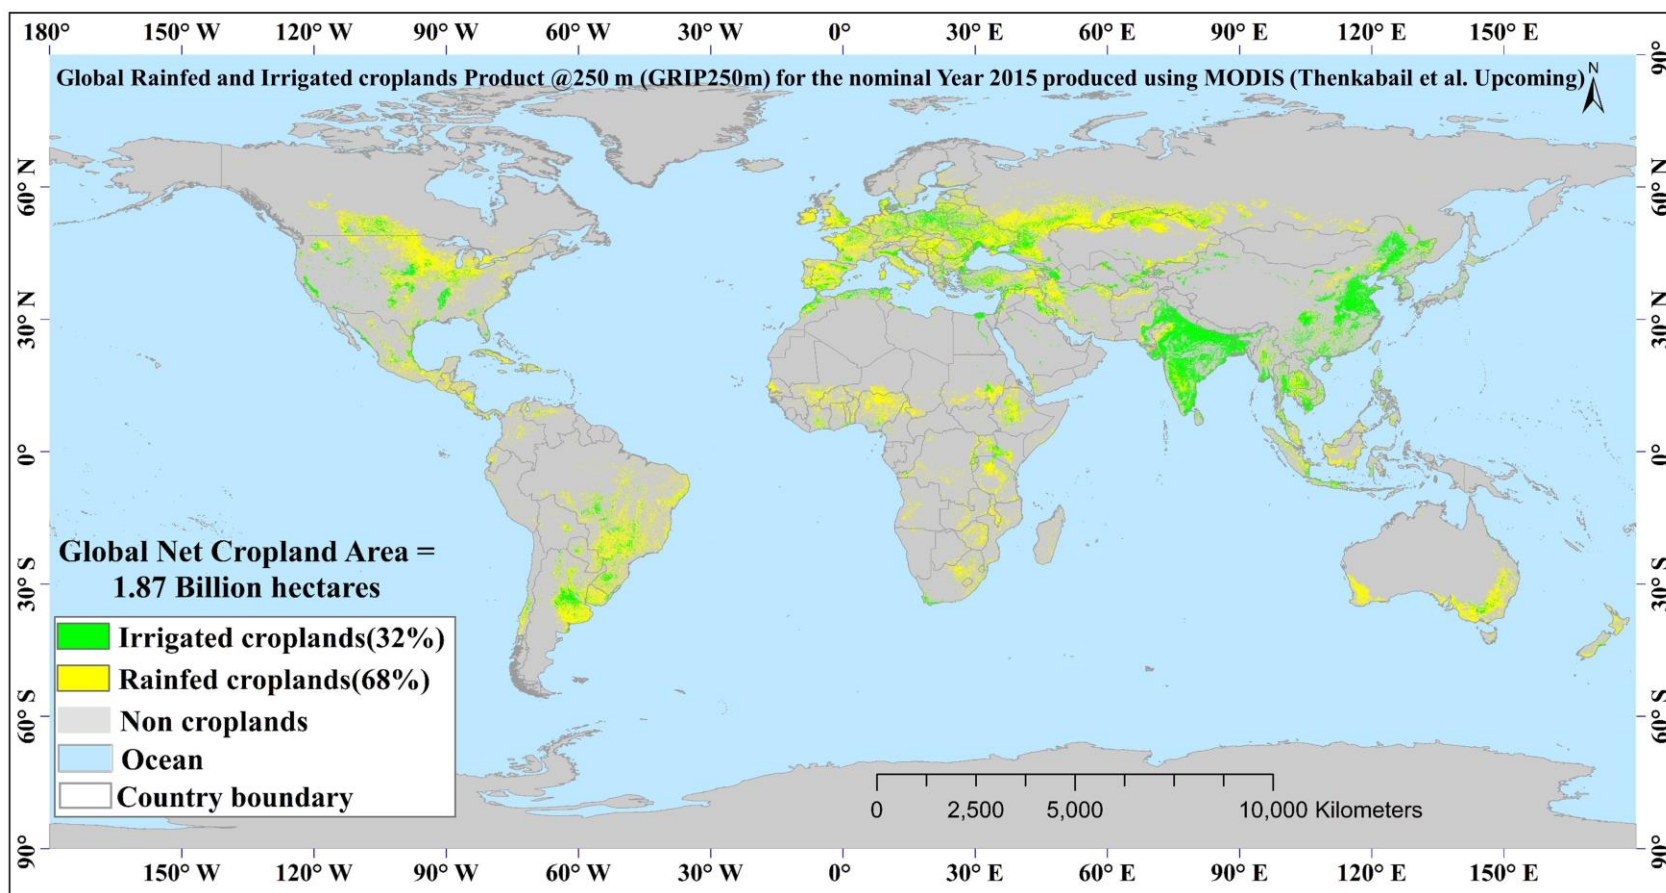 180° 150° W 120° W 90° W 60° W 30° W 0° 30° E 60° E 90° E 120° E 150° E
90° 90°
Global Rainfed and Irrigated croplands Product @250 m (GRIP250m) for the nominal Year 2015 produced using MODIS (Thenkabail et al. Upcoming)
N
60° N 60° N
30° N 30° N
0° 0°
Global Net Cropland Area =
1.87 Billion hectares
30° S 30° S
Irrigated croplands(32%)
Rainfed croplands(68%)
Non croplands
60° S 60° S
Ocean
Country boundary
0 2,500 5,000 10,000 Kilometers
90° 90°
150° W 120° W 90° W 60° W 30° W 0° 30° E 60° E 90° E 120° E 150° E